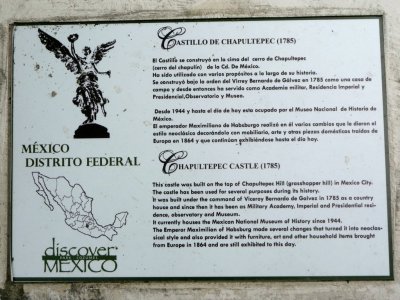 CASTILLO DE CHAPULTEPEC (1785)
El Castillo se construyó en la cima del cerro de Chapultepec
(cerro del chapulín) de la Cd. De México.
Ha sido utilizado con varios propósitos a lo largo de su historia.
Se construyó bajo la orden del Virrey Bernardo de Gálvez en 1785 como una casa de
campo y desde entonces ha servido como Academia militar, Residencia Imperial y
Presidencial,Observatorio y Museo.
Desde 1944 y hasta el día de hoy esta ocupado por el Museo Nacional de Historia de
México.
El emperador Maximiliano de Habsburgo realizó en él varios cambios que le dieron el
estilo neoclásico decorándolo con mobiliario, arte y otras piezas domésticas traídas de
Europa en 1864 y que continúan exhibiéndose hasta el día hoy.
MÉXICO
DISTRITO FEDERAL
CHAPULTEPEC CASTLE (1785)
This castle was built on the top of Chapultepec Hill (grasshopper hill) in Mexico City.
The castle has been used for several purposes during its history.
It was built under the command of Viceroy Bernardo de Galvez in 1785 as a country
house and since then it has been as Military Academy, Imperial and Presidential resi-
dence, observatory and Museum.
It currently houses the Mexican National Museum of History since 1944.
The Emperor Maximilian of Habsburg made several changes that turned it into neoclas-
sical style and also provided it with furniture, art and other household items brought
from Europe in 1864 and are still exhibited to this day.
discover
MÉXICO